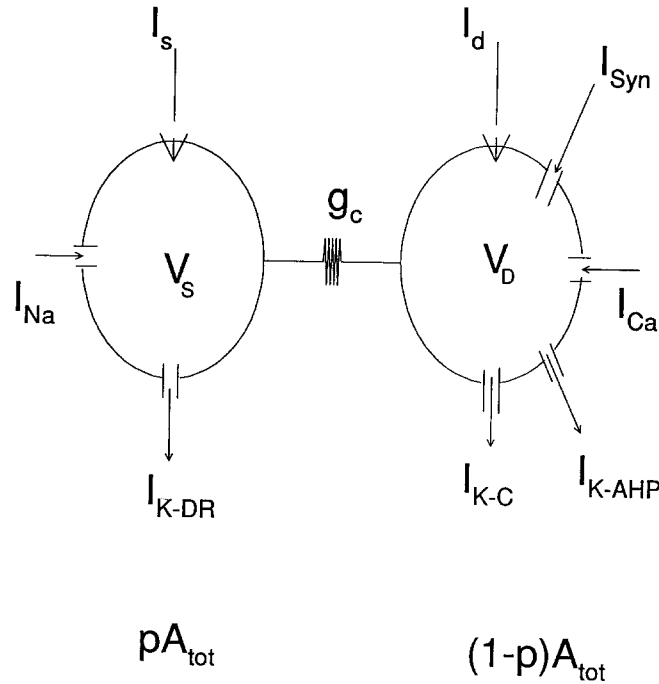 I_s
I_d
I_Syn
g_c
V_S
V_D
I_Na
I_Ca
I_K-DR
I_K-C
I_K-AHP
pA_tot
(1-p)A_tot